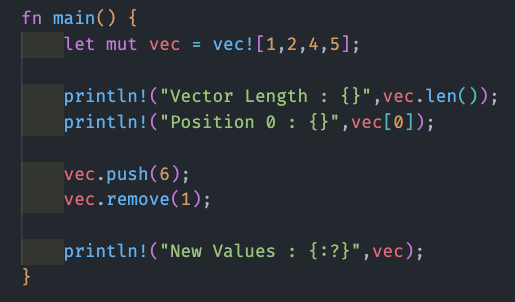 fn main() {
    let mut vec = vec![1,2,4,5];

    println!("Vector Length : {}",vec.len());
    println!("Position 0 : {}",vec[0]);

    vec.push(6);
    vec.remove(1);

    println!("New Values : {:?}",vec);
}